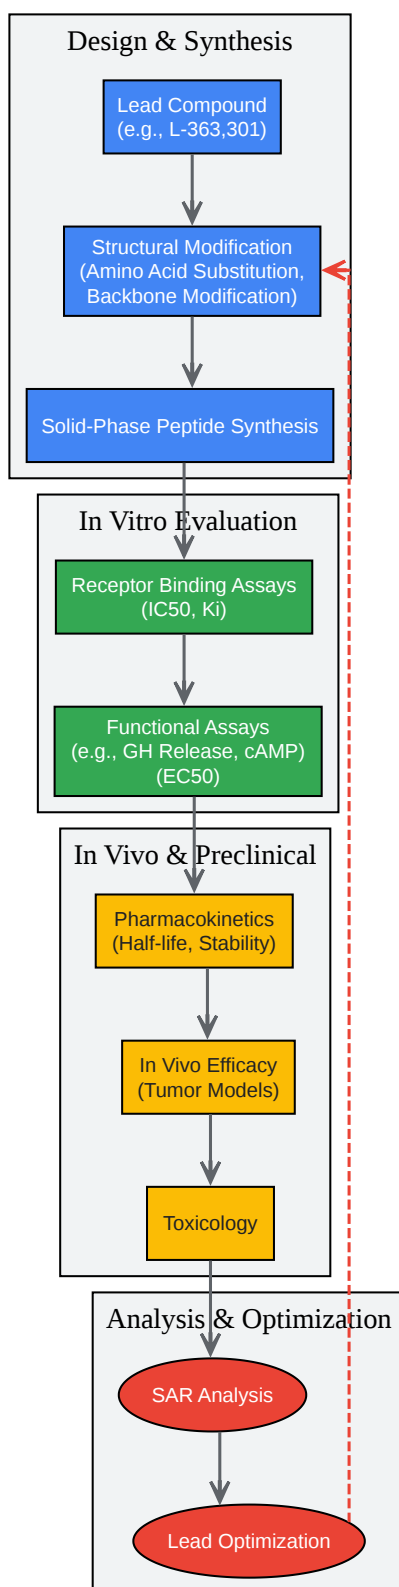 Design & Synthesis
Lead Compound
(e.g., L-363,301)
Structural Modification
(Amino Acid Substitution,
Backbone Modification)
Solid-Phase Peptide Synthesis
In Vitro Evaluation
Receptor Binding Assays
(IC50, Ki)
Functional Assays
(e.g., GH Release, cAMP)
(EC50)
In Vivo & Preclinical
Pharmacokinetics
(Half-life, Stability)
In Vivo Efficacy
(Tumor Models)
Toxicology
Analysis & Optimization
SAR Analysis
Lead Optimization